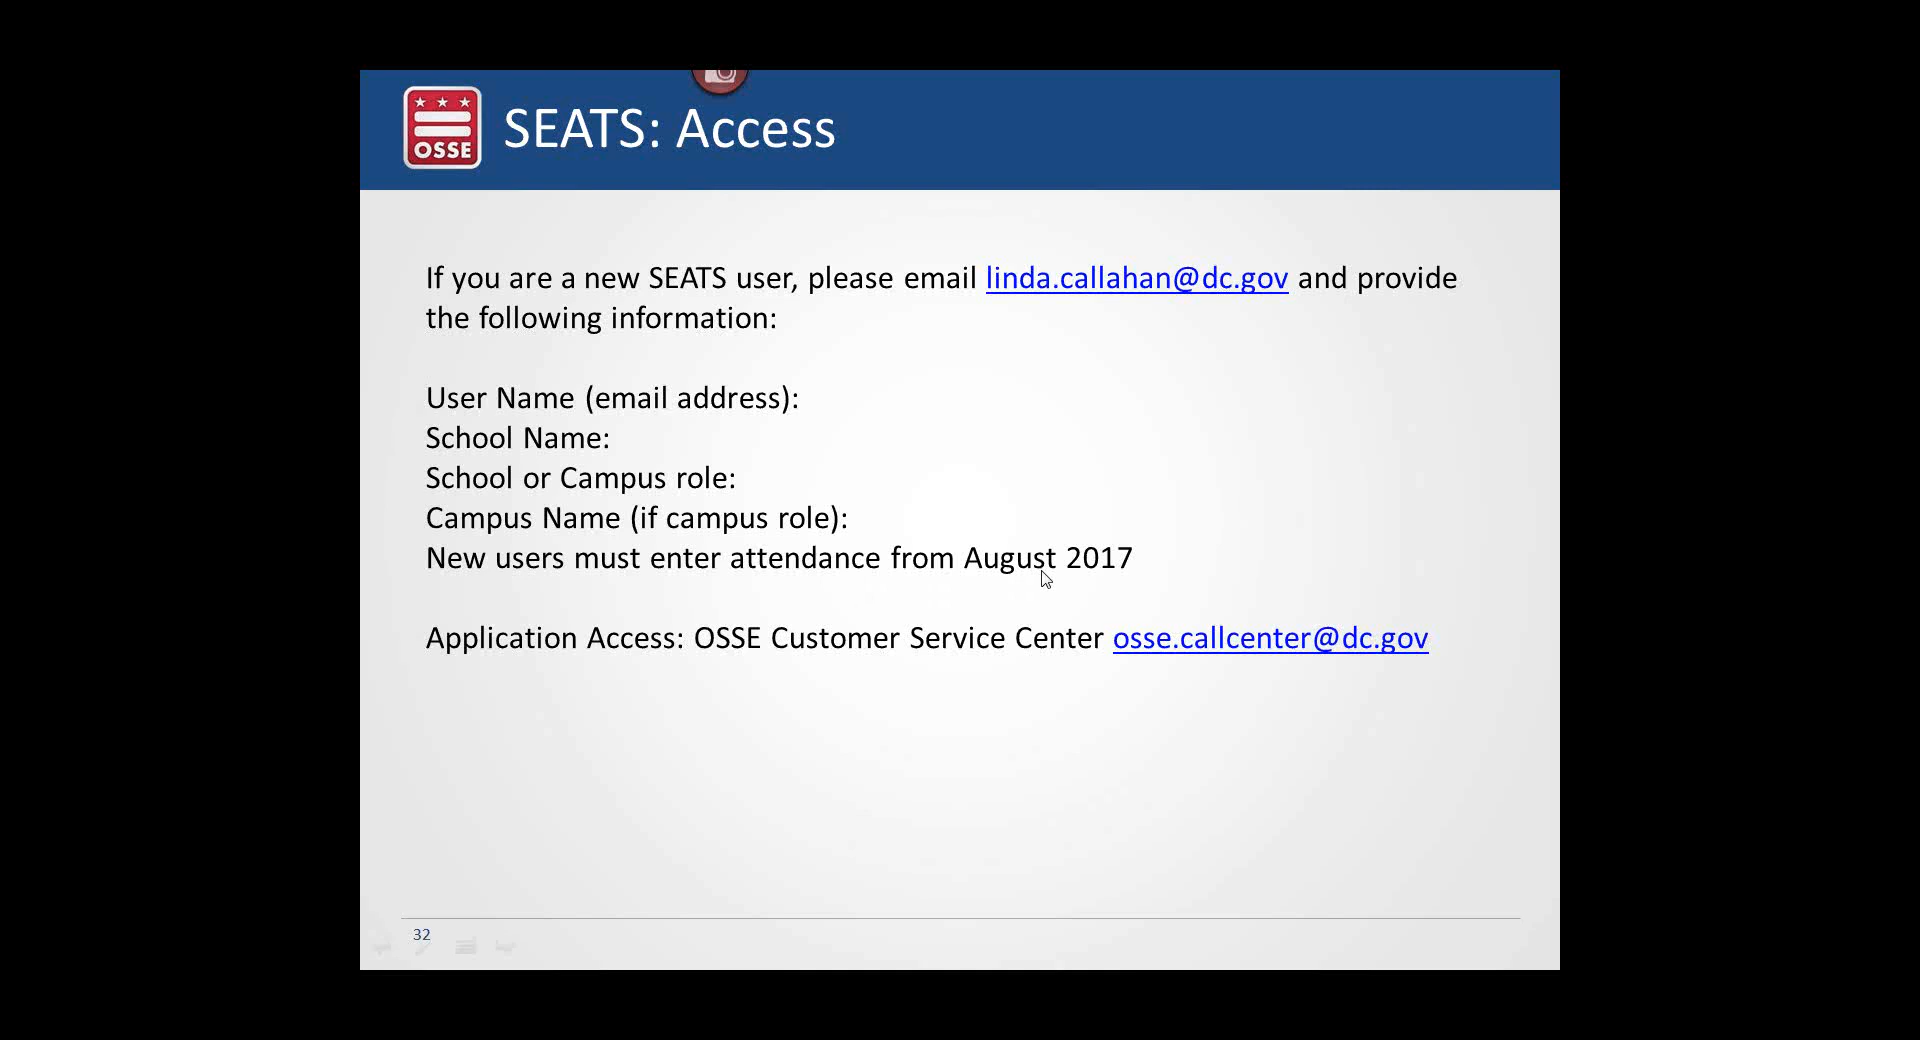 OSSE
SEATS: Access
If you are a new SEATS user, please email linda.callahan@dc.gov and provide
the following information:
User Name (email address):
School Name:
School or Campus role:
Campus Name (if campus role):
New users must enter attendance from August 2017
Application Access: OSSE Customer Service Center osse.callcenter@dc.gov
32